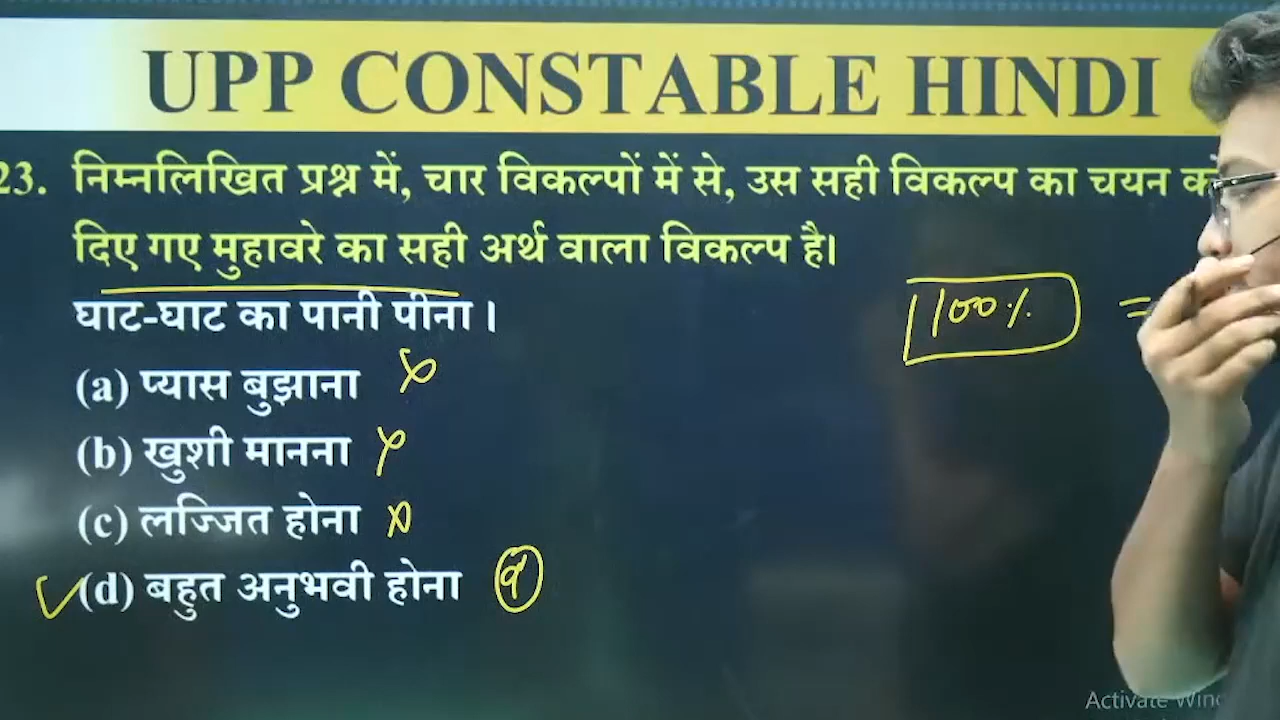 UPP CONSTABLE HINDI
23. निम्नलिखित प्रश्न में, चार विकल्पों में से, उस सही विकल्प का चयन
दिए गए मुहावरे का सही अर्थ वाला विकल्प है।
100%
=
घाट-घाट का पानी पीना।
(a) प्यास बुझाना
(b) खुशी मानना
(c) लज्जित होना
(d) बहुत अनुभवी होना
Activate